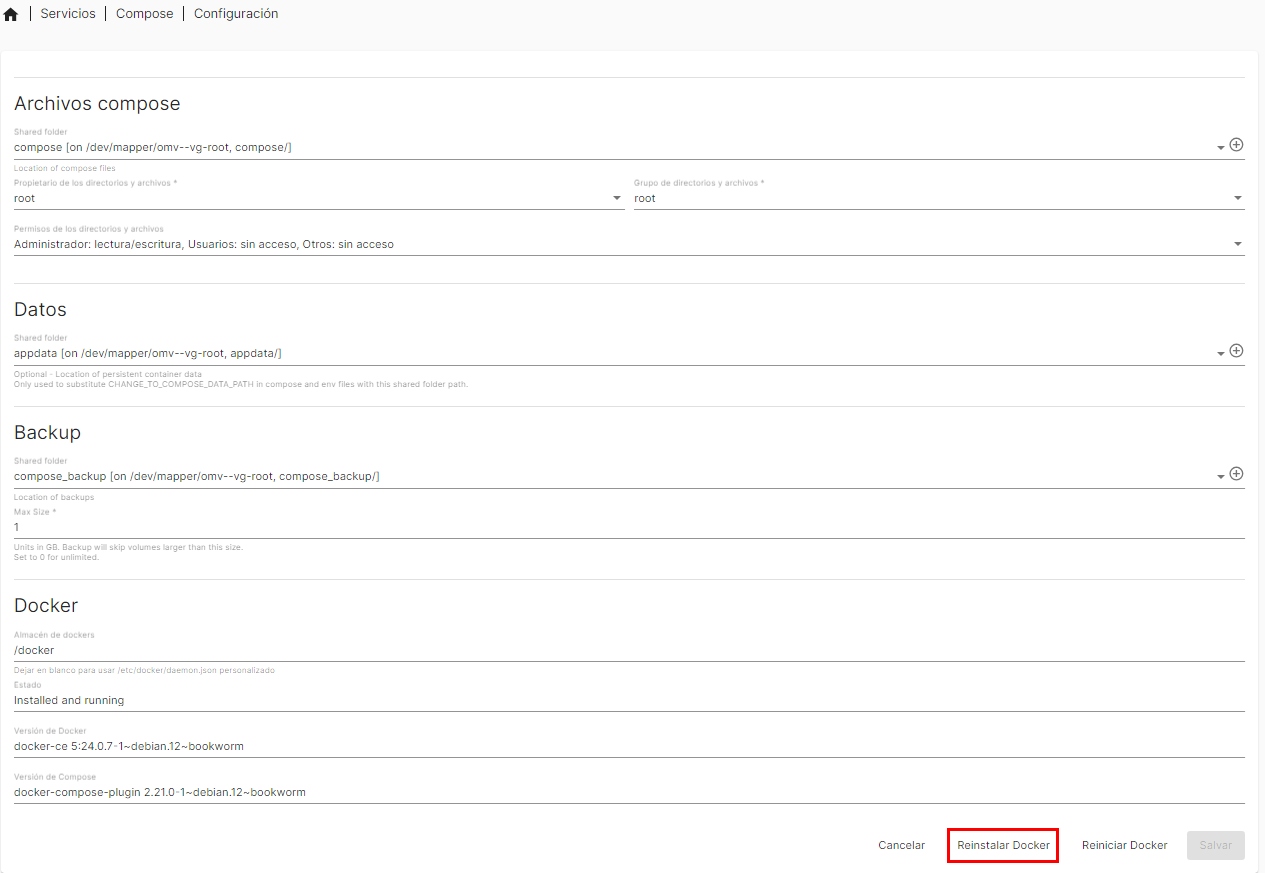 Servicios | Compose | Configuración
Archivos compose
Shared folder
compose [on /dev/mapper/omv--vg-root, compose/]
Location of compose files
Propietario de los directorios y archivos *
Grupo de directorios y archivos *
root
root
Permisos de los directorios y archivos
Administrador: lectura/escritura, Usuarios: sin acceso, Otros: sin acceso
Datos
Shared folder
appdata [on /dev/mapper/omv--vg-root, appdata/]
Optional - Location of persistent container data
Only used to substitute CHANGE_TO_COMPOSE_DATA_PATH in compose and env files with this shared folder path.
Backup
Shared folder
compose_backup [on /dev/mapper/omv--vg-root, compose_backup/]
Location of backups
Max Size *
1
Units in GB. Backup will skip volumes larger than this size.
Set to 0 for unlimited.
Docker
Almacén de dockers
/docker
Dejar en blanco para usar /etc/docker/daemon.json personalizado
Estado
Installed and running
Versión de Docker
docker-ce 5:24.0.7-1~debian.12~bookworm
Versión de Compose
docker-compose-plugin 2.21.0-1~debian.12~bookworm
Cancelar
Reinstalar Docker
Reiniciar Docker
Salvar